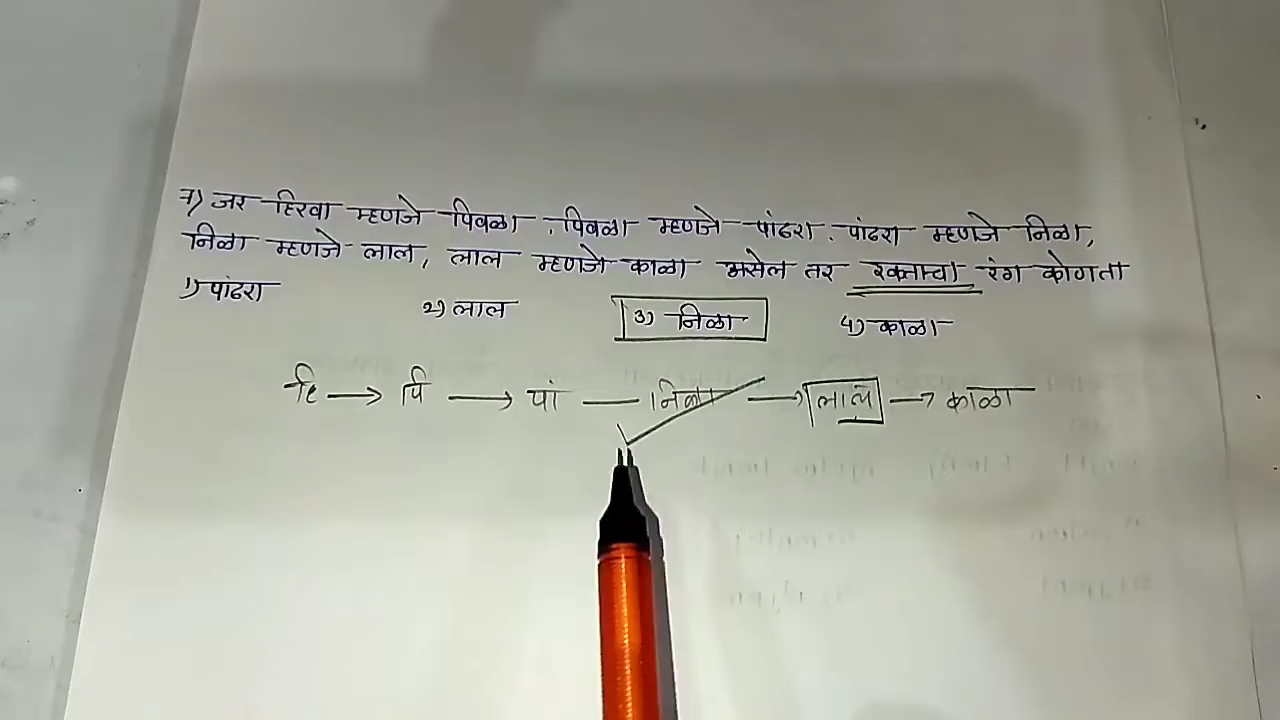 7) जर हिरवा म्हणजे पिवळा . पिवळा म्हणजे पांढरा . पांढरा म्हणजे निळा,
निळा म्हणजे लाल, लाल म्हणजे काळा असेल तर रक्ताचा रंग कोणता
1) पांढरा 2) लाल 3) निळा 4) काळा
हि → पि → पां — निळा → लाल → काळा